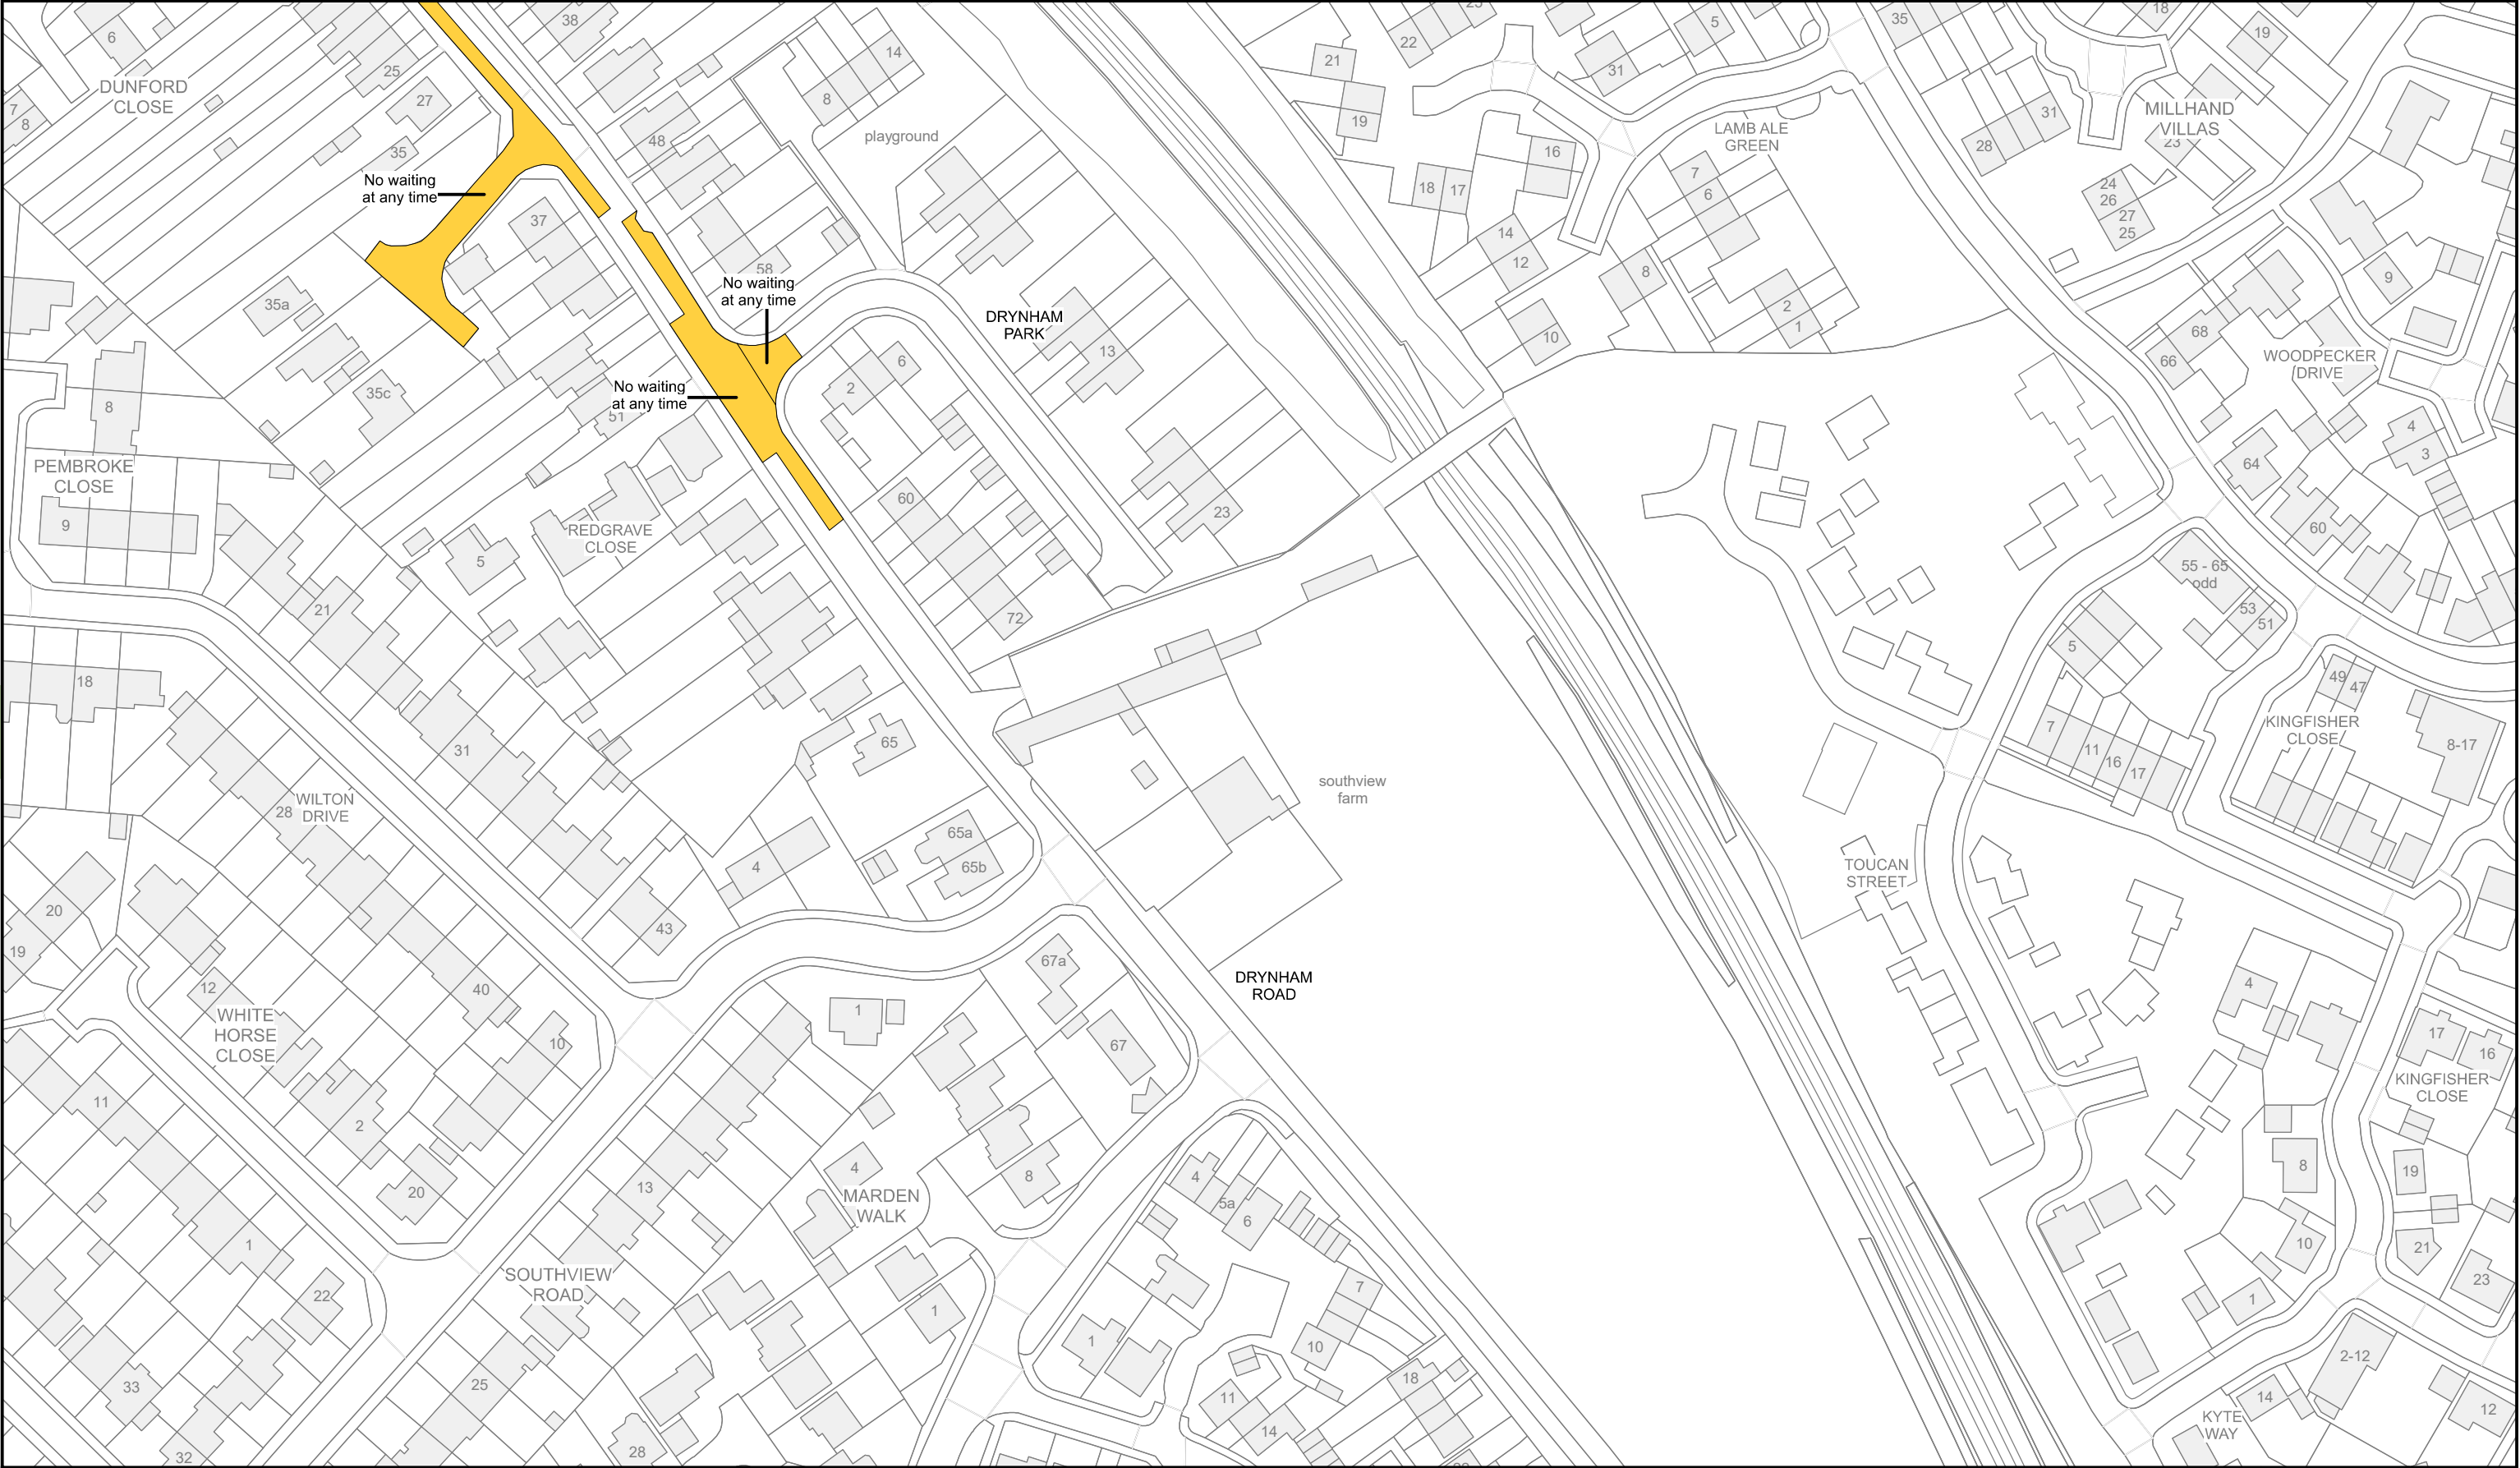 6
DUNFORD
CLOSE
7
8
25
27
35
38
48
8
14
playground
No waiting
at any time
37
58
No waiting
at any time
DRYNHAM
PARK
13
23
35a
35c
51
No waiting
at any time
2
6
60
72
8
PEMBROKE
CLOSE
9
REDGRAVE
CLOSE
5
21
18
31
28
WILTON
DRIVE
65
65a
65b
4
43
southview
farm
20
19
12
40
WHITE
HORSE
CLOSE
10
2
20
11
1
22
33
32
67a
67
1
DRYNHAM
ROAD
13
4
MARDEN
WALK
8
SOUTHVIEW
ROAD
25
28
1
4
5a
6
1
7
10
11
14
18
22
21
19
31
5
35
18
19
LAMB ALE
GREEN
16
18
17
7
6
14
12
8
2
1
10
28
31
MILLHAND
VILLAS
23
24
26
27
25
9
68
66
WOODPECKER
DRIVE
4
3
64
60
55 - 65
odd
53
51
5
7
11
16
17
49
47
KINGFISHER
CLOSE
8-17
TOUCAN
STREET
4
17
16
KINGFISHER
CLOSE
8
19
10
21
23
1
2-12
14
12
KYTE
WAY